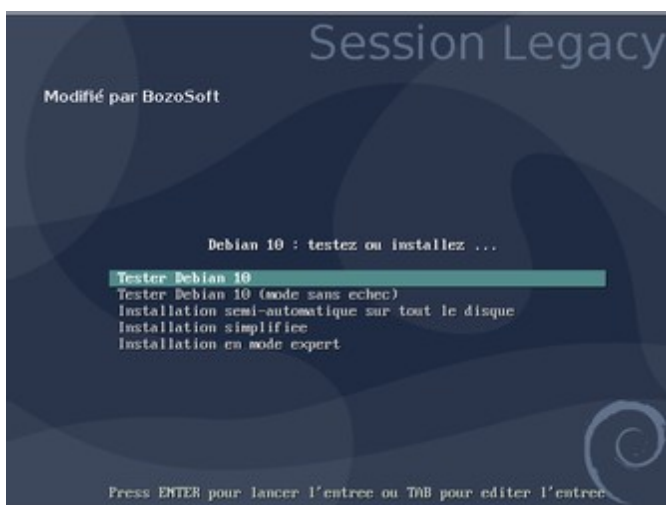 Session Legacy
Modifié par BozoSoft
Debian 10 : testez ou installez ...
Tester Debian 10
Tester Debian 10 (mode sans echec)
Installation semi-automatique sur tout le disque
Installation simplifiee
Installation en mode expert
Press ENTER pour lancer l'entree ou TAB pour editer l'entree